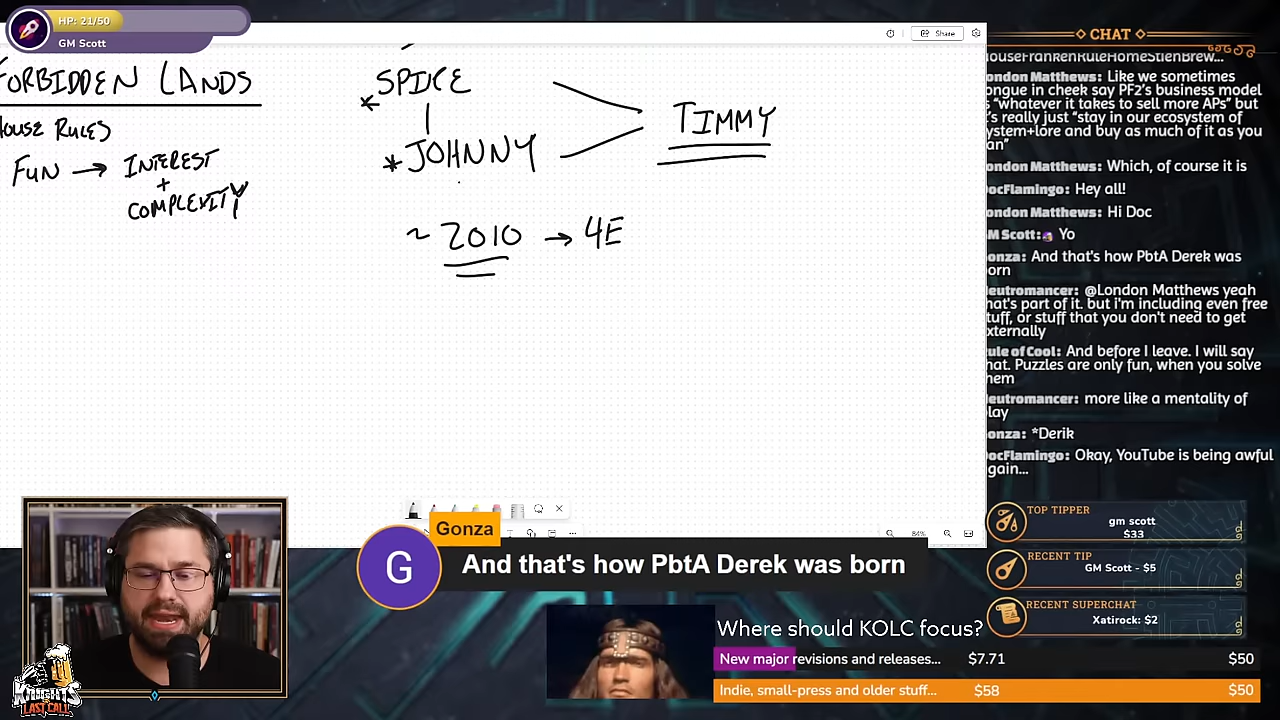 HP: 21/50
GM Scott
Share
FORBIDDEN LANDS
HOUSE RULES
FUN → INTEREST
+
COMPLEXITY
* SPIKE
* JOHNNY
TIMMY
~ 2010 → 4E
84%
CHAT
HouseFrankenRuleHomeStienBrew...
London Matthews: Like we sometimes
tongue in cheek say PF2's business model
is "whatever it takes to sell more APs" but
it's really just "stay in our ecosystem of
system+lore and buy as much of it as you
can"
London Matthews: Which, of course it is
DocFlamingo: Hey all!
London Matthews: Hi Doc
GM Scott: Yo
Gonza: And that's how PbtA Derek was
born
Neutromancer: @London Matthews yeah
that's part of it. but i'm including even free
stuff, or stuff that you don't need to get
externally
Rule of Cool: And before I leave. I will say
that. Puzzles are only fun, when you solve
them
Neutromancer: more like a mentality of
play
Gonza: *Derik
DocFlamingo: Okay, YouTube is being awful
again...
TOP TIPPER
gm scott
$33
RECENT TIP
GM Scott - $5
RECENT SUPERCHAT
Xatirock: $2
Gonza
G
And that's how PbtA Derek was born
Where should KOLC focus?
New major revisions and releases... $7.71 $50
Indie, small-press and older stuff... $58 $50
KNIGHTS
LAST CALL